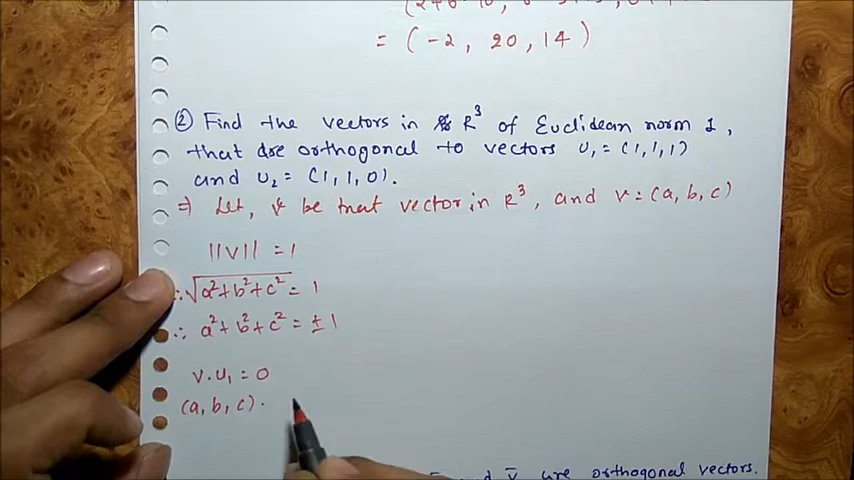 = (-2, 20, 14)
② Find the vectors in R³ of Euclidean norm 1,
that are orthogonal to vectors u₁ = (1,1,1)
and u₂ = (1,1,0).
⇒ Let, v be that vector in R³, and v = (a, b, c)
||v|| = 1
∴ √a²+b²+c² = 1
∴ a²+b²+c² = ±1
v.u₁ = 0
(a, b, c).
and v̄ are orthogonal vectors.